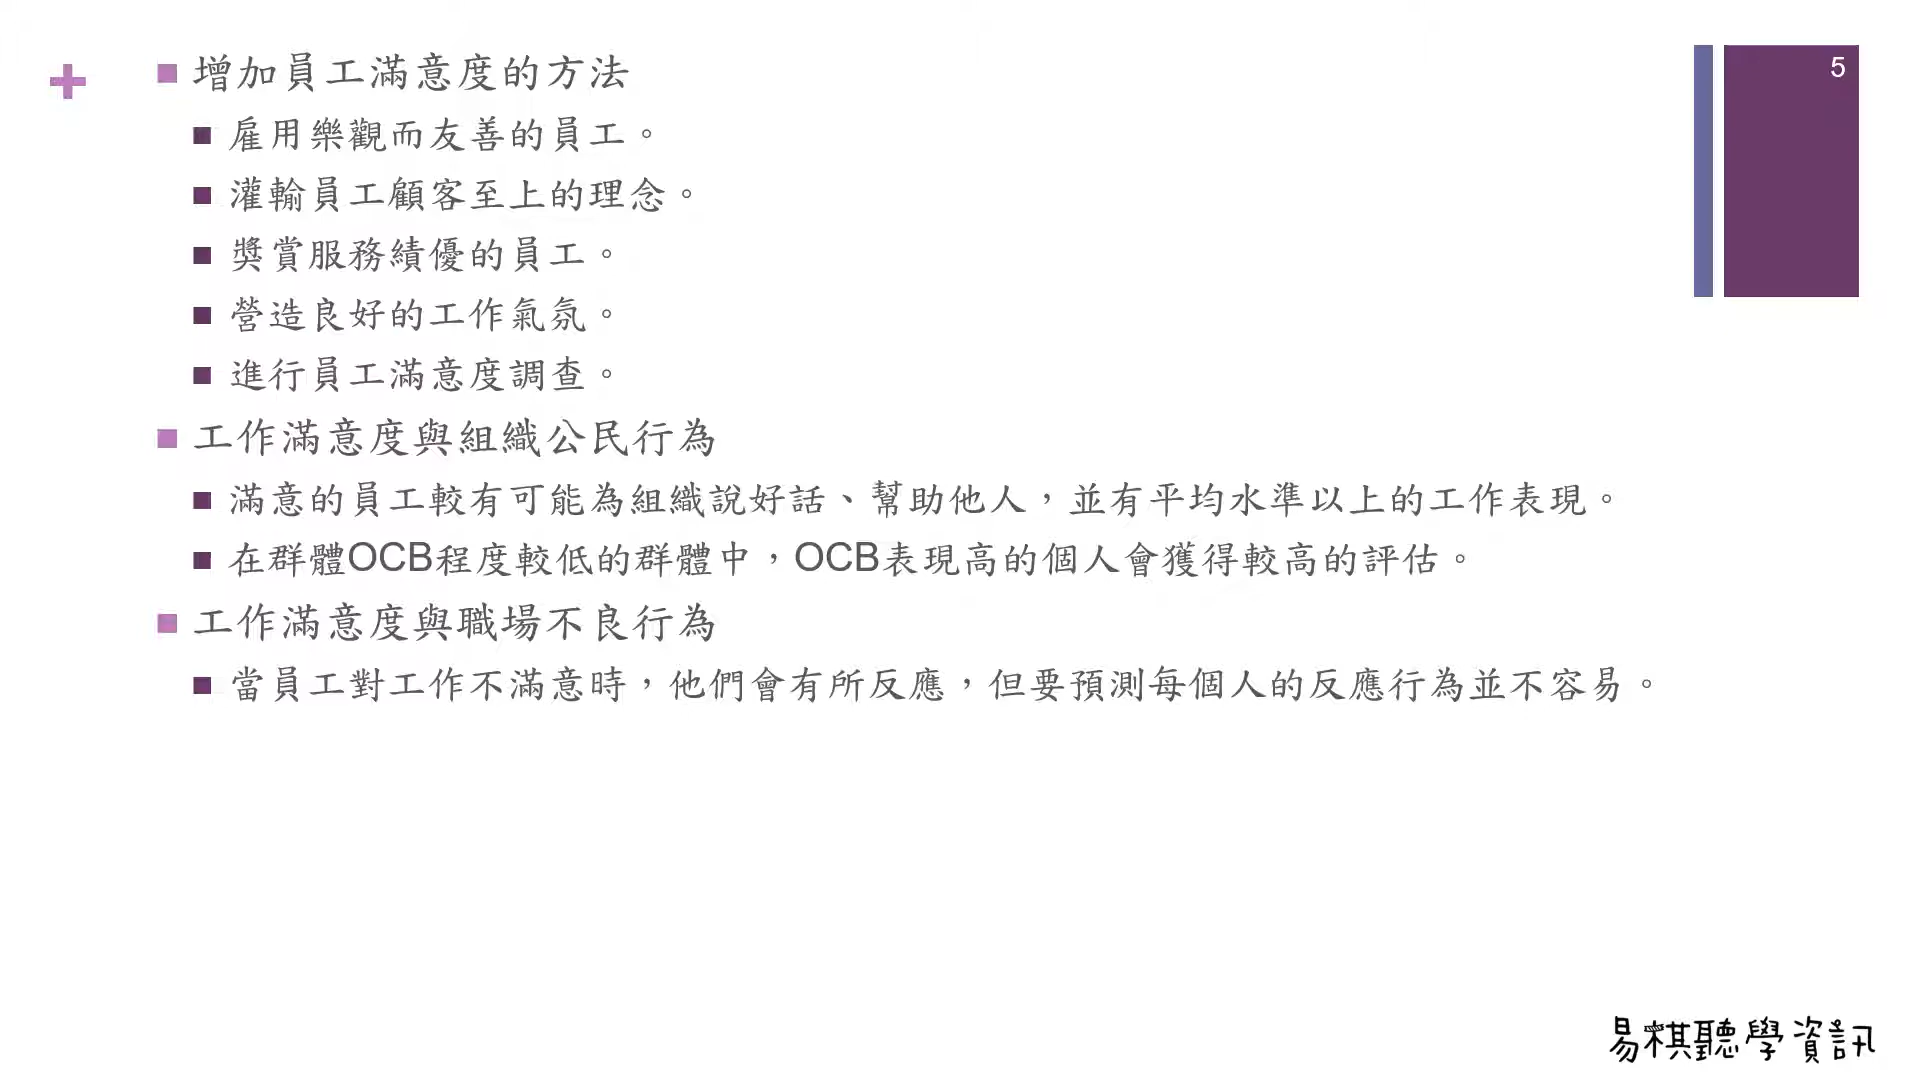 增加員工滿意度的方法
5
雇用樂觀而友善的員工。
灌輸員工顧客至上的理念。
獎賞服務績優的員工。
營造良好的工作氣氛。
進行員工滿意度調查。
工作滿意度與組織公民行為
滿意的員工較有可能為組織說好話、幫助他人，並有平均水準以上的工作表現。
在群體OCB程度較低的群體中，OCB表現高的個人會獲得較高的評估。
工作滿意度與職場不良行為
當員工對工作不滿意時，他們會有所反應，但要預測每個人的反應行為並不容易。
易棋聽學資訊